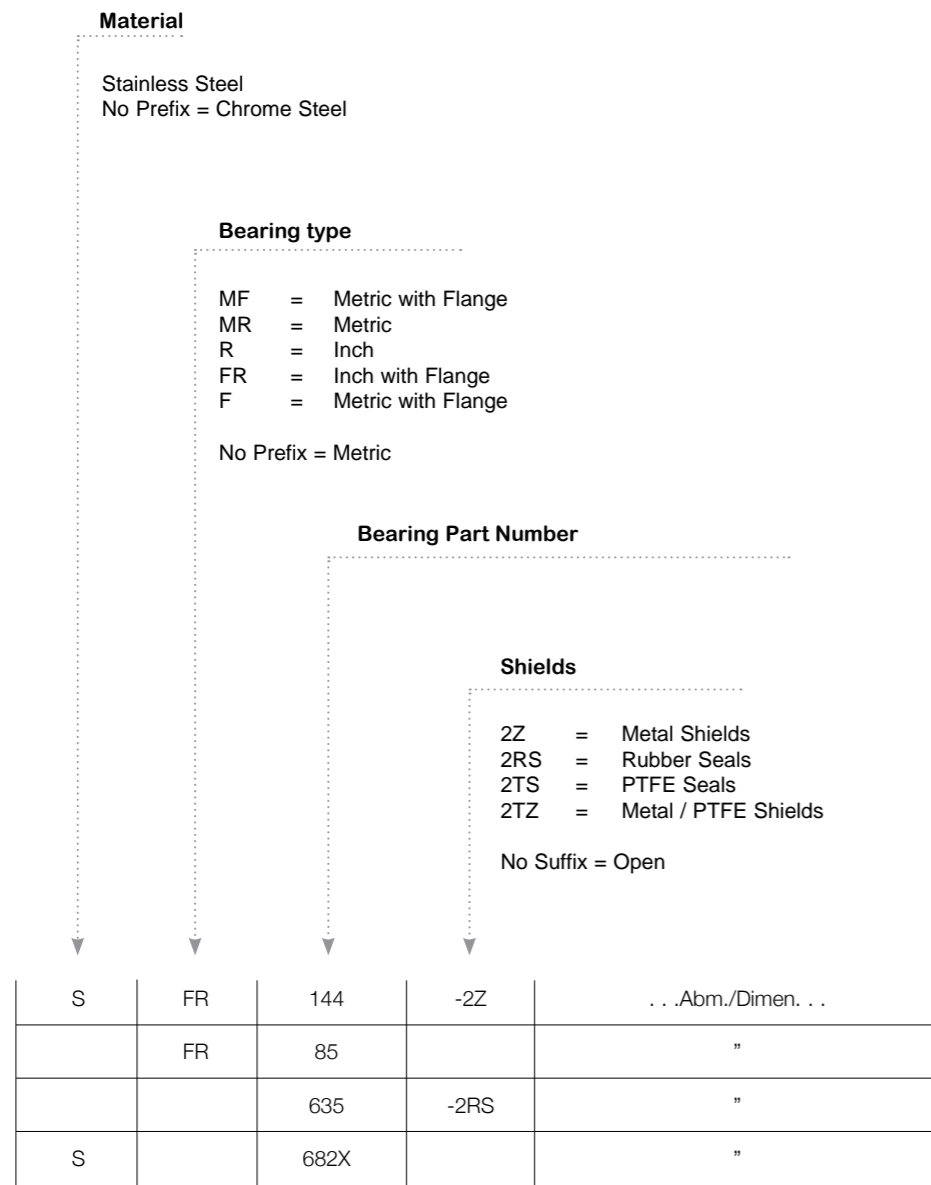 Material
Stainless Steel
No Prefix = Chrome Steel
Bearing type
MF = Metric with Flange
MR = Metric
R = Inch
FR = Inch with Flange
F = Metric with Flange
No Prefix = Metric
Bearing Part Number
Shields
2Z = Metal Shields
2RS = Rubber Seals
2TS = PTFE Seals
2TZ = Metal / PTFE Shields
No Suffix = Open
S FR 144 -2Z . . .Abm./Dimen. . .
FR 85 ”
635 -2RS ”
S 682X ”